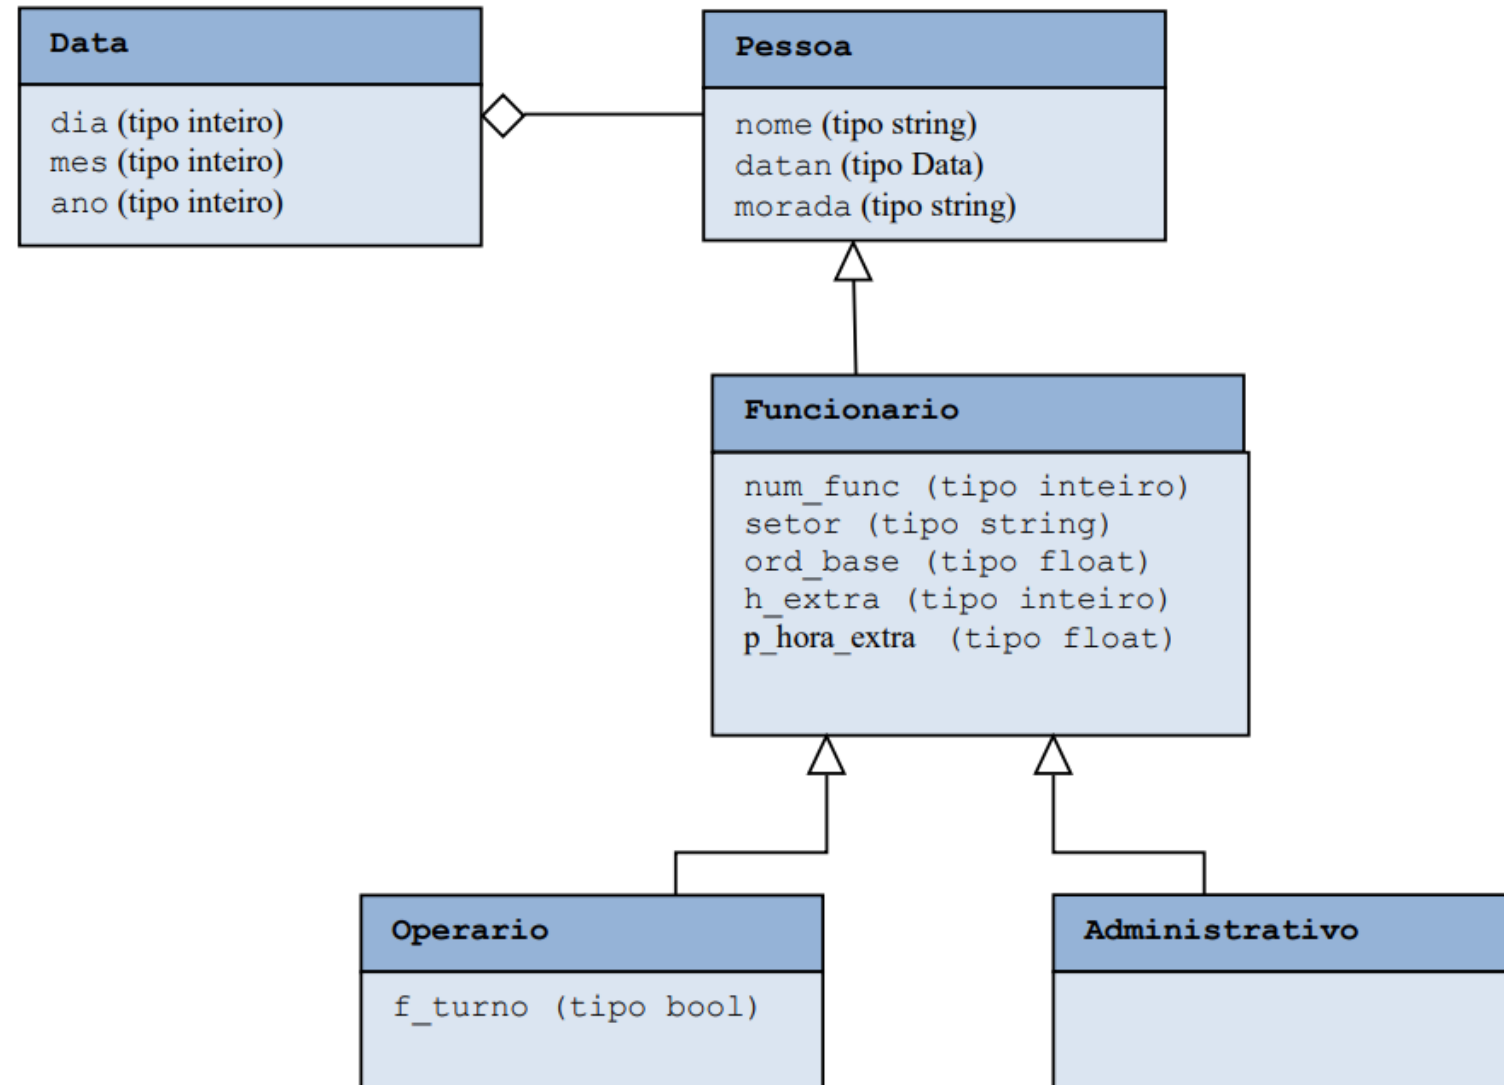 Data
dia (tipo inteiro)
mes (tipo inteiro)
ano (tipo inteiro)
Pessoa
nome (tipo string)
datan (tipo Data)
morada (tipo string)
Funcionario
num_func (tipo inteiro)
setor (tipo string)
ord_base (tipo float)
h_extra (tipo inteiro)
p_hora_extra (tipo float)
Operario
f_turno (tipo bool)
Administrativo